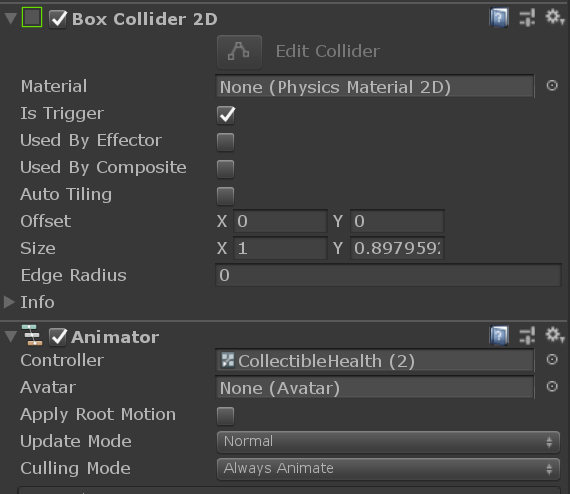 Box Collider 2D
Edit Collider
Material None (Physics Material 2D)
Is Trigger
Used By Effector
Used By Composite
Auto Tiling
Offset X 0 Y 0
Size X 1 Y 0.8979592
Edge Radius 0
Info
Animator
Controller CollectibleHealth (2)
Avatar None (Avatar)
Apply Root Motion
Update Mode Normal
Culling Mode Always Animate